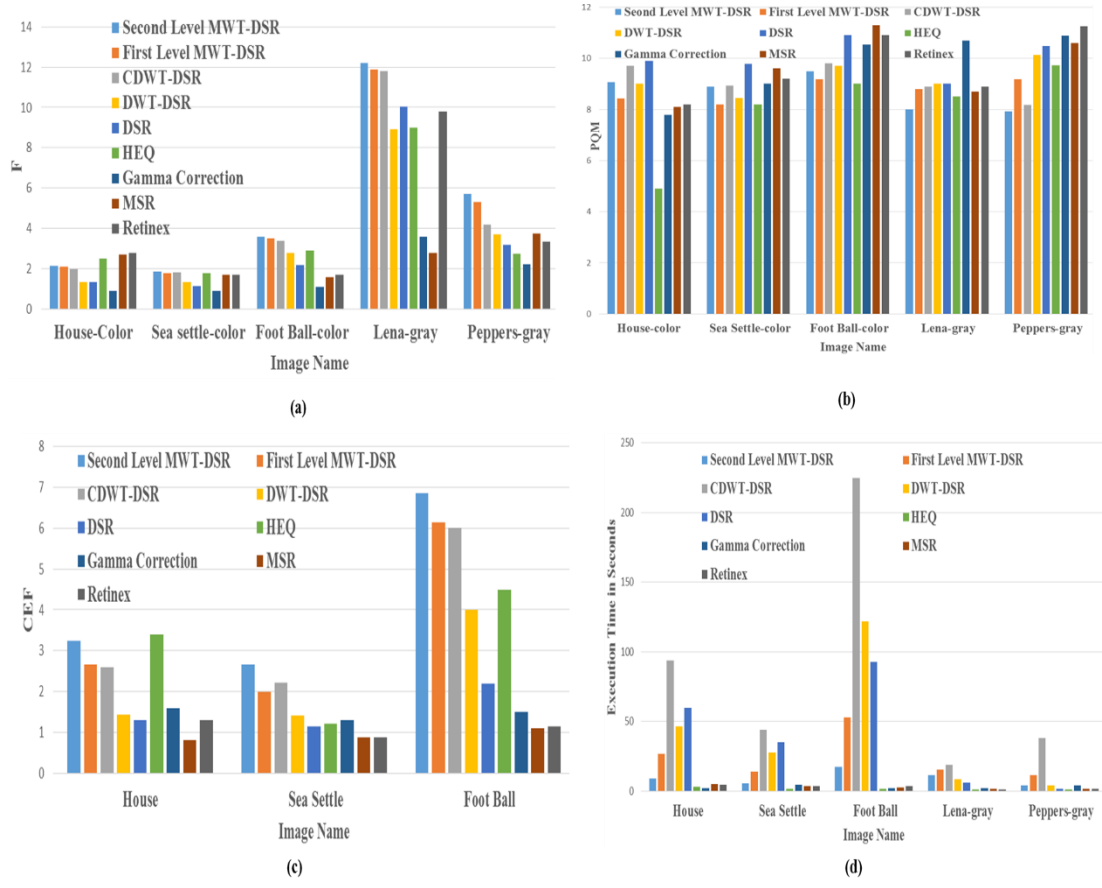 F
14
12
10
8
6
4
2
0
Second Level MWT-DSR
First Level MWT-DSR
CDWT-DSR
DWT-DSR
DSR
HEQ
Gamma Correction
MSR
Retinex
House-Color Sea settle-color Foot Ball-color Lena-gray Peppers-gray
Image Name
(a)
PQM
12
10
8
6
4
2
0
Seond Level MWT-DSR First Level MWT-DSR CDWT-DSR
DWT-DSR DSR HEQ
Gamma Correction MSR Retinex
House-color Sea Settle-color Foot Ball-color Lena-gray Peppers-gray
Image Name
(b)
CEF
8
7
6
5
4
3
2
1
0
Second Level MWT-DSR First Level MWT-DSR
CDWT-DSR DWT-DSR
DSR HEQ
Gamma Correction MSR
Retinex
House Sea Settle Foot Ball
Image Name
(c)
Execution Time in Seconds
250
200
150
100
50
0
Second Level MWT-DSR First Level MWT-DSR
CDWT-DSR DWT-DSR
DSR HEQ
Gamma Correction MSR
Retinex
House Sea Settle Foot Ball Lena-gray Peppers-gray
Image Name
(d)